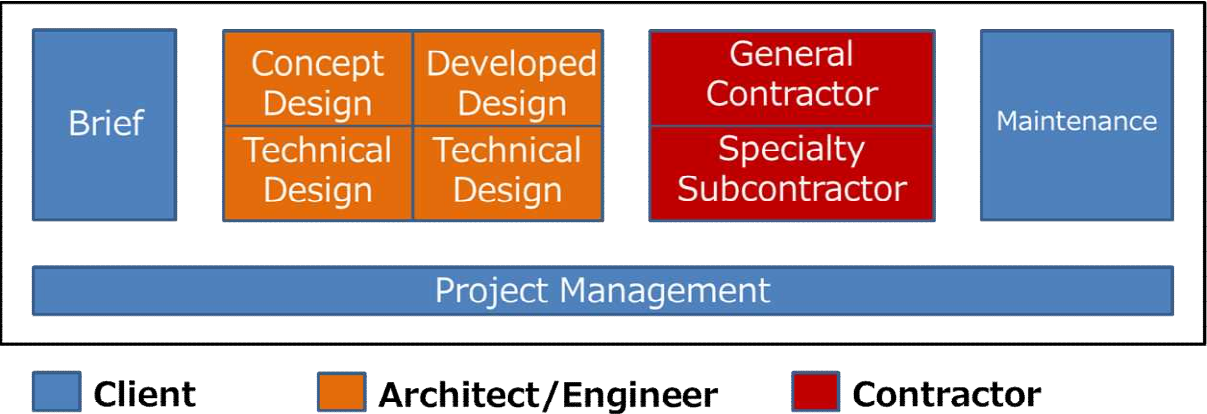 Brief
Concept
Design
Developed
Design
Technical
Design
Technical
Design
General
Contractor
Specialty
Subcontractor
Maintenance
Project Management
Client
Architect/Engineer
Contractor